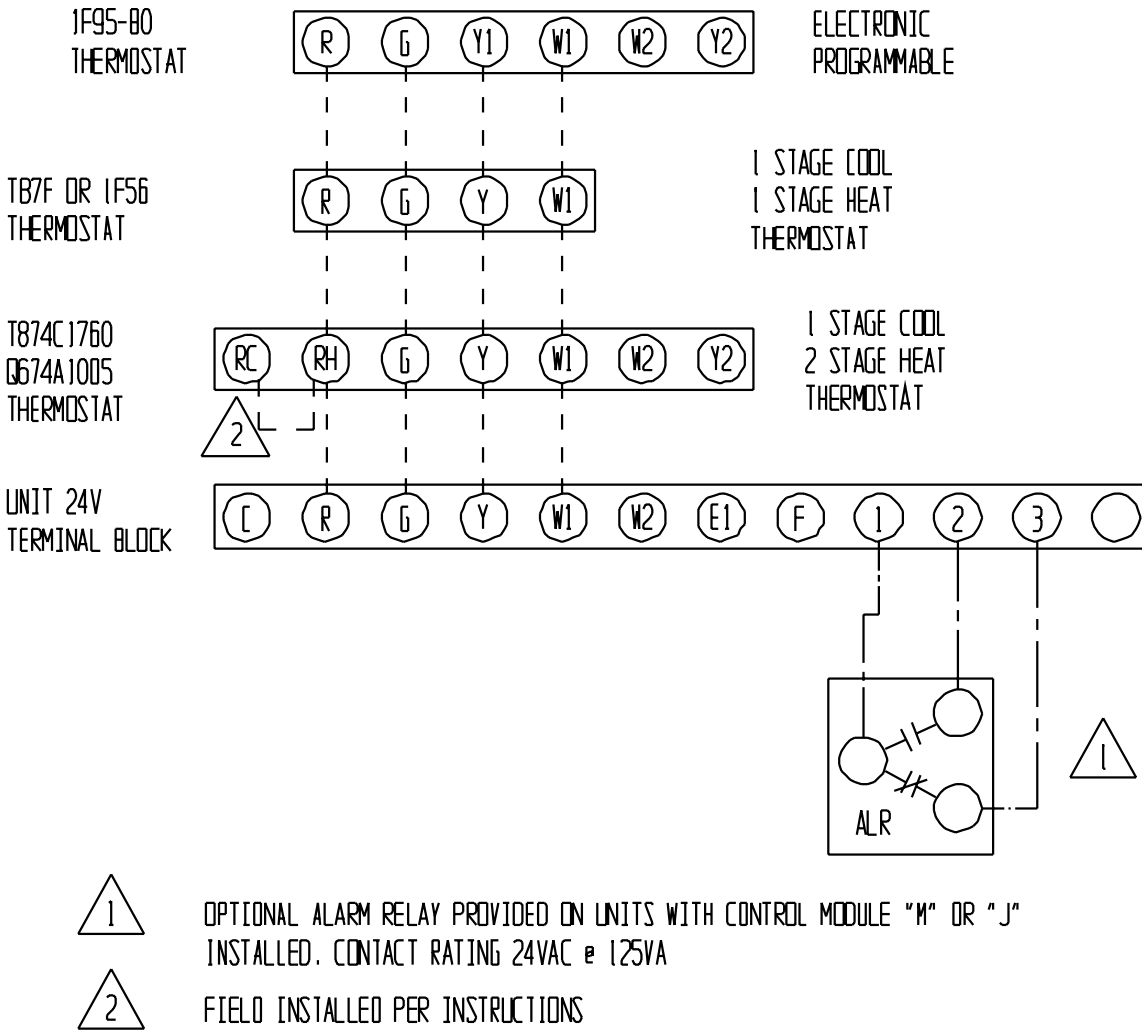 1F95-80
THERMOSTAT
R G Y1 W1 W2 Y2
ELECTRONIC
PROGRAMMABLE
T87F OR 1F56
THERMOSTAT
R G Y W1
1 STAGE COOL
1 STAGE HEAT
THERMOSTAT
T874C1760
Q674A1005
THERMOSTAT
RC RH G Y W1 W2 Y2
1 STAGE COOL
2 STAGE HEAT
THERMOSTAT
2
UNIT 24V
TERMINAL BLOCK
C R G Y W1 W2 E1 F 1 2 3
ALR
1
1
OPTIONAL ALARM RELAY PROVIDED ON UNITS WITH CONTROL MODULE "M" OR "J"
INSTALLED. CONTACT RATING 24VAC @ 125VA
2
FIELD INSTALLED PER INSTRUCTIONS